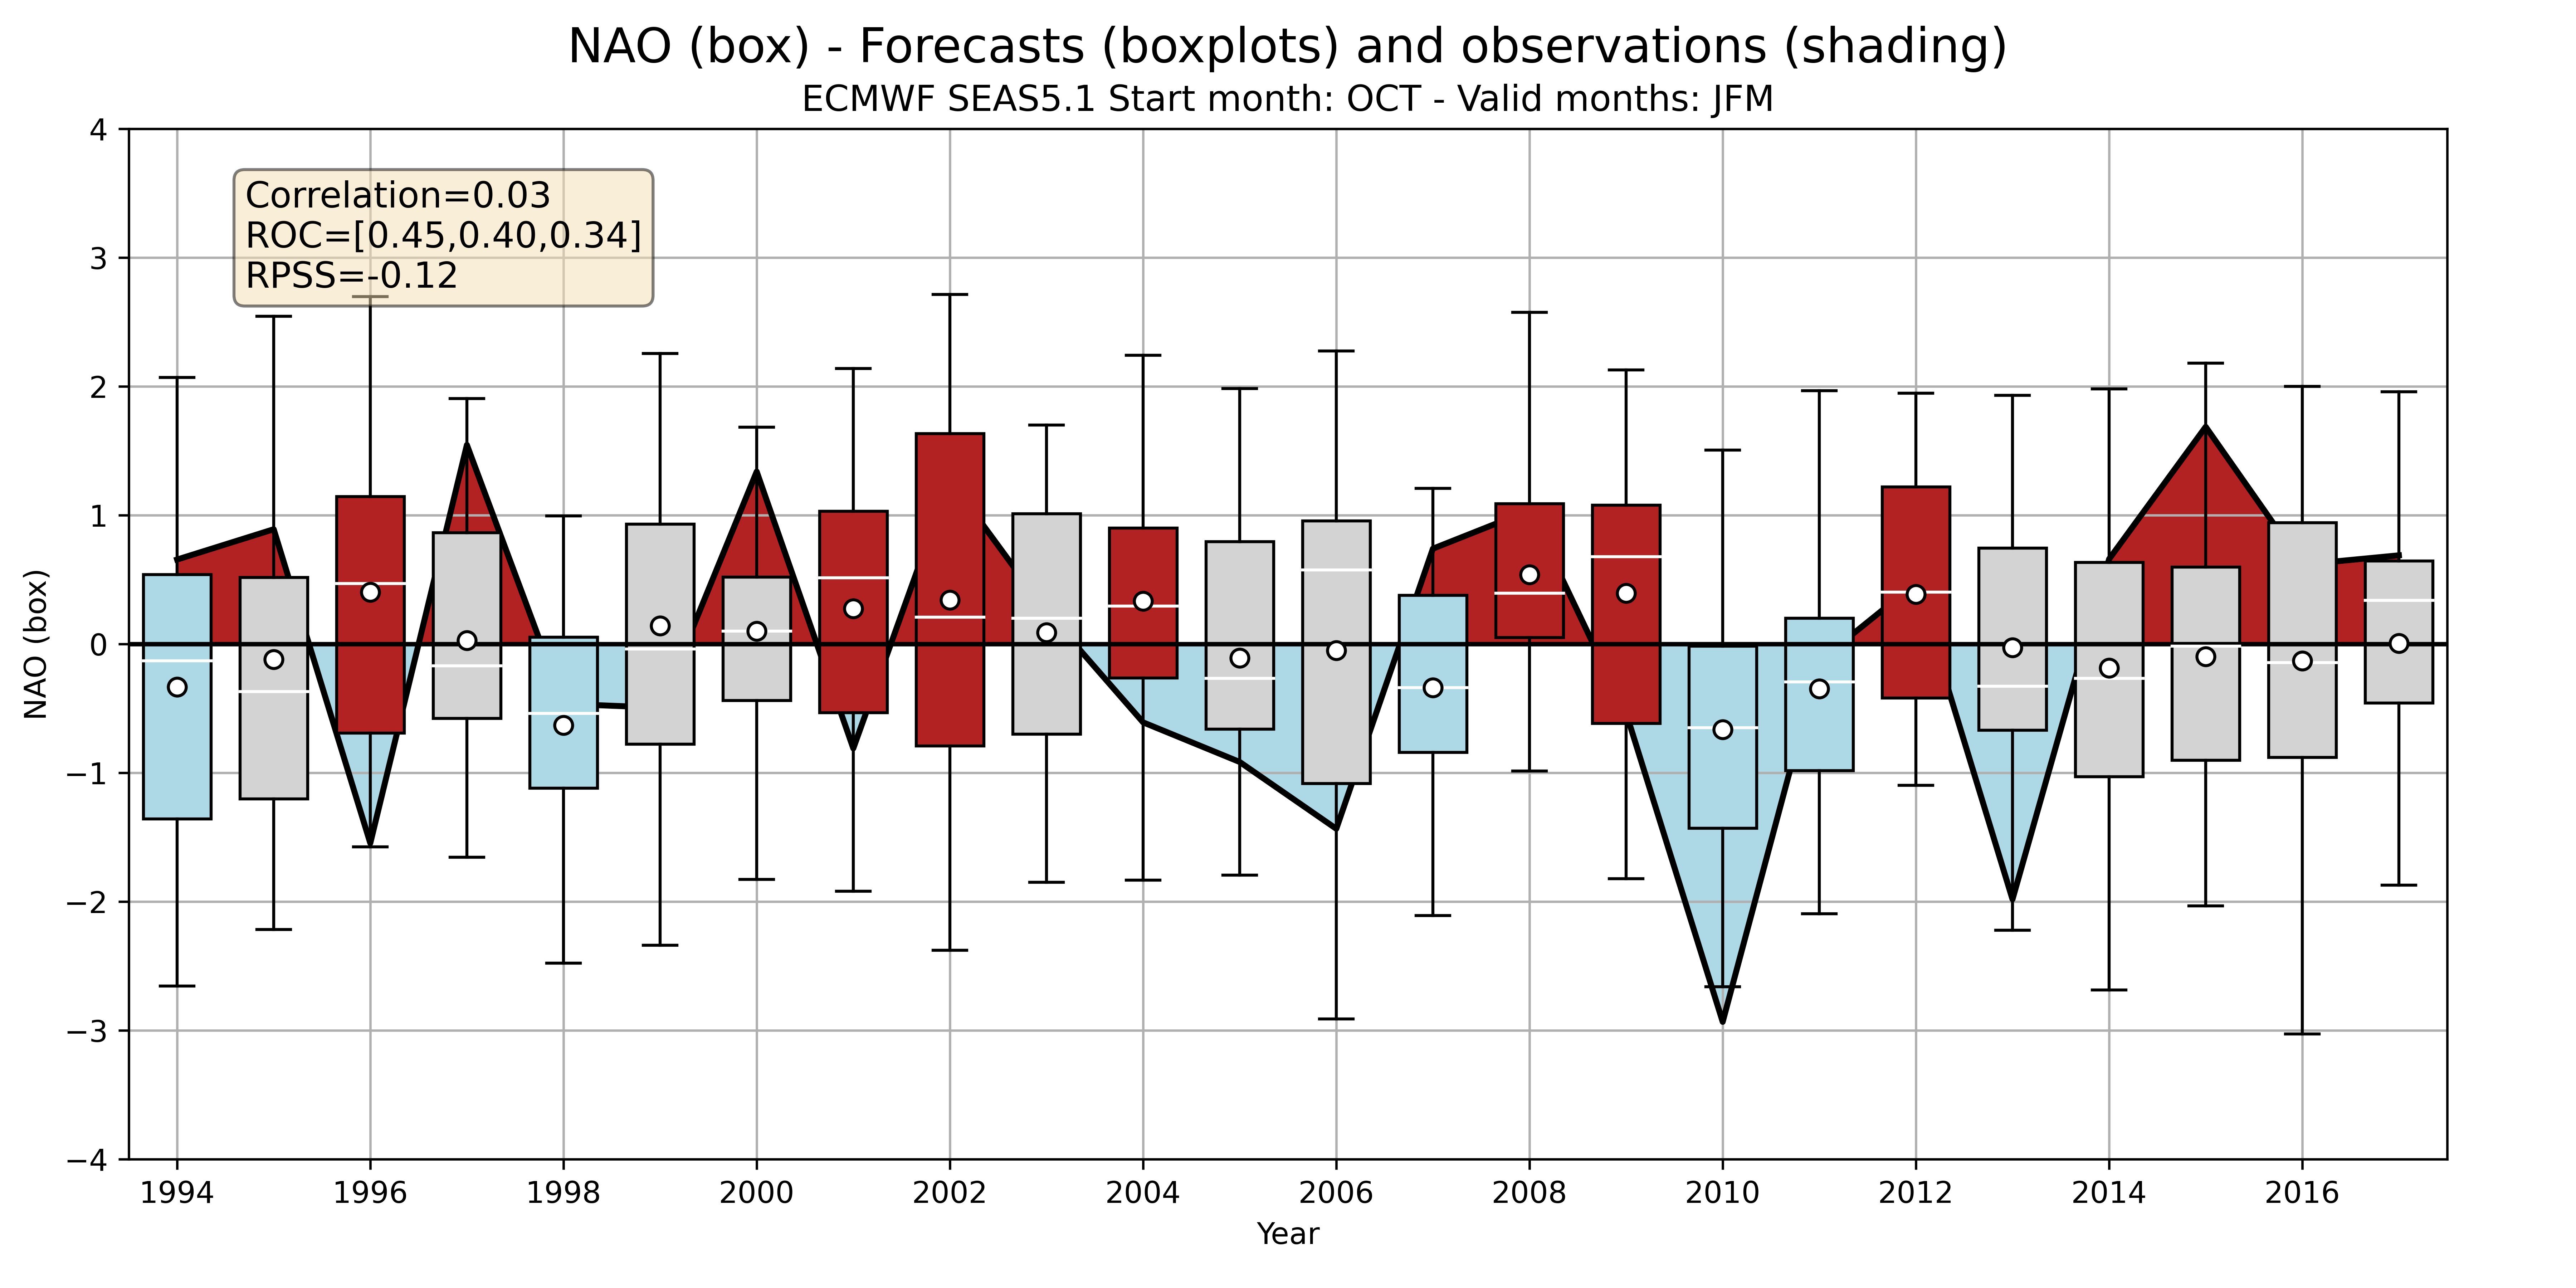 NAO (box) - Forecasts (boxplots) and observations (shading)
ECMWF SEAS5.1 Start month: OCT - Valid months: JFM
Correlation=0.03
ROC=[0.45,0.40,0.34]
RPSS=-0.12
NAO (box)
4
3
2
1
0
−1
−2
−3
−4
1994 1996 1998 2000 2002 2004 2006 2008 2010 2012 2014 2016
Year